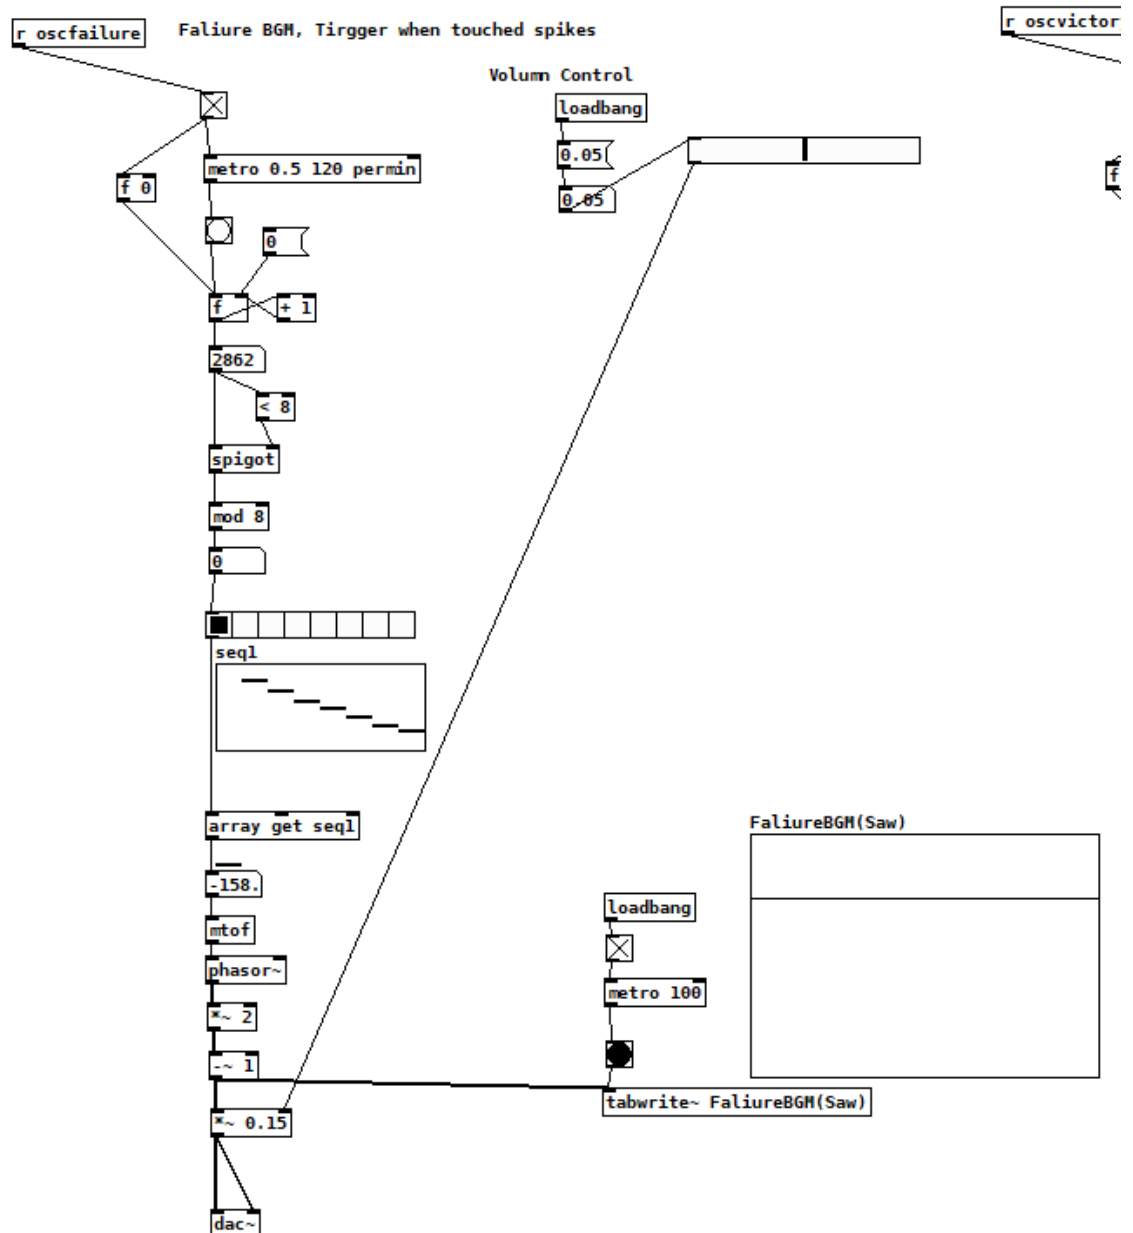 r oscfailure
Faliure BGM, Tirgger when touched spikes
r oscvictor
Volumn Control
loadbang
0.05
0.05
metro 0.5 120 permin
f 0
f
0
f
+ 1
2862
< 8
spigot
mod 8
0
seq1
array get seq1
-158.
mtof
phasor~
*~ 2
-~ 1
*~ 0.15
dac~
loadbang
metro 100
tabwrite~ FaliureBGM(Saw)
FaliureBGM(Saw)